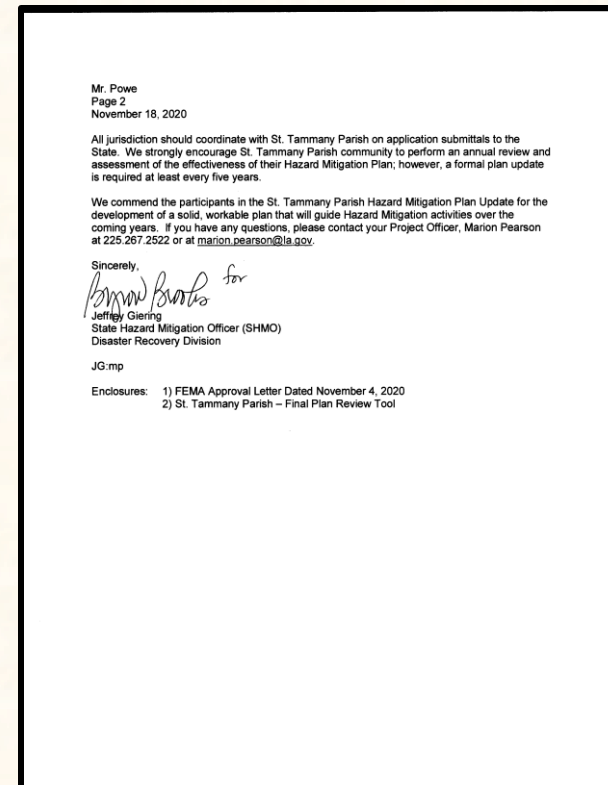 Mr. Powe
Page 2
November 18, 2020
All jurisdiction should coordinate with St. Tammany Parish on application submittals to the
State. We strongly encourage St. Tammany Parish community to perform an annual review and
assessment of the effectiveness of their Hazard Mitigation Plan; however, a formal plan update
is required at least every five years.
We commend the participants in the St. Tammany Parish Hazard Mitigation Plan Update for the
development of a solid, workable plan that will guide Hazard Mitigation activities over the
coming years. If you have any questions, please contact your Project Officer, Marion Pearson
at 225.267.2522 or at marion.pearson@la.gov.
Sincerely,
Brooks for
Jeffrey Giering
State Hazard Mitigation Officer (SHMO)
Disaster Recovery Division
JG:mp
Enclosures: 1) FEMA Approval Letter Dated November 4, 2020
2) St. Tammany Parish – Final Plan Review Tool